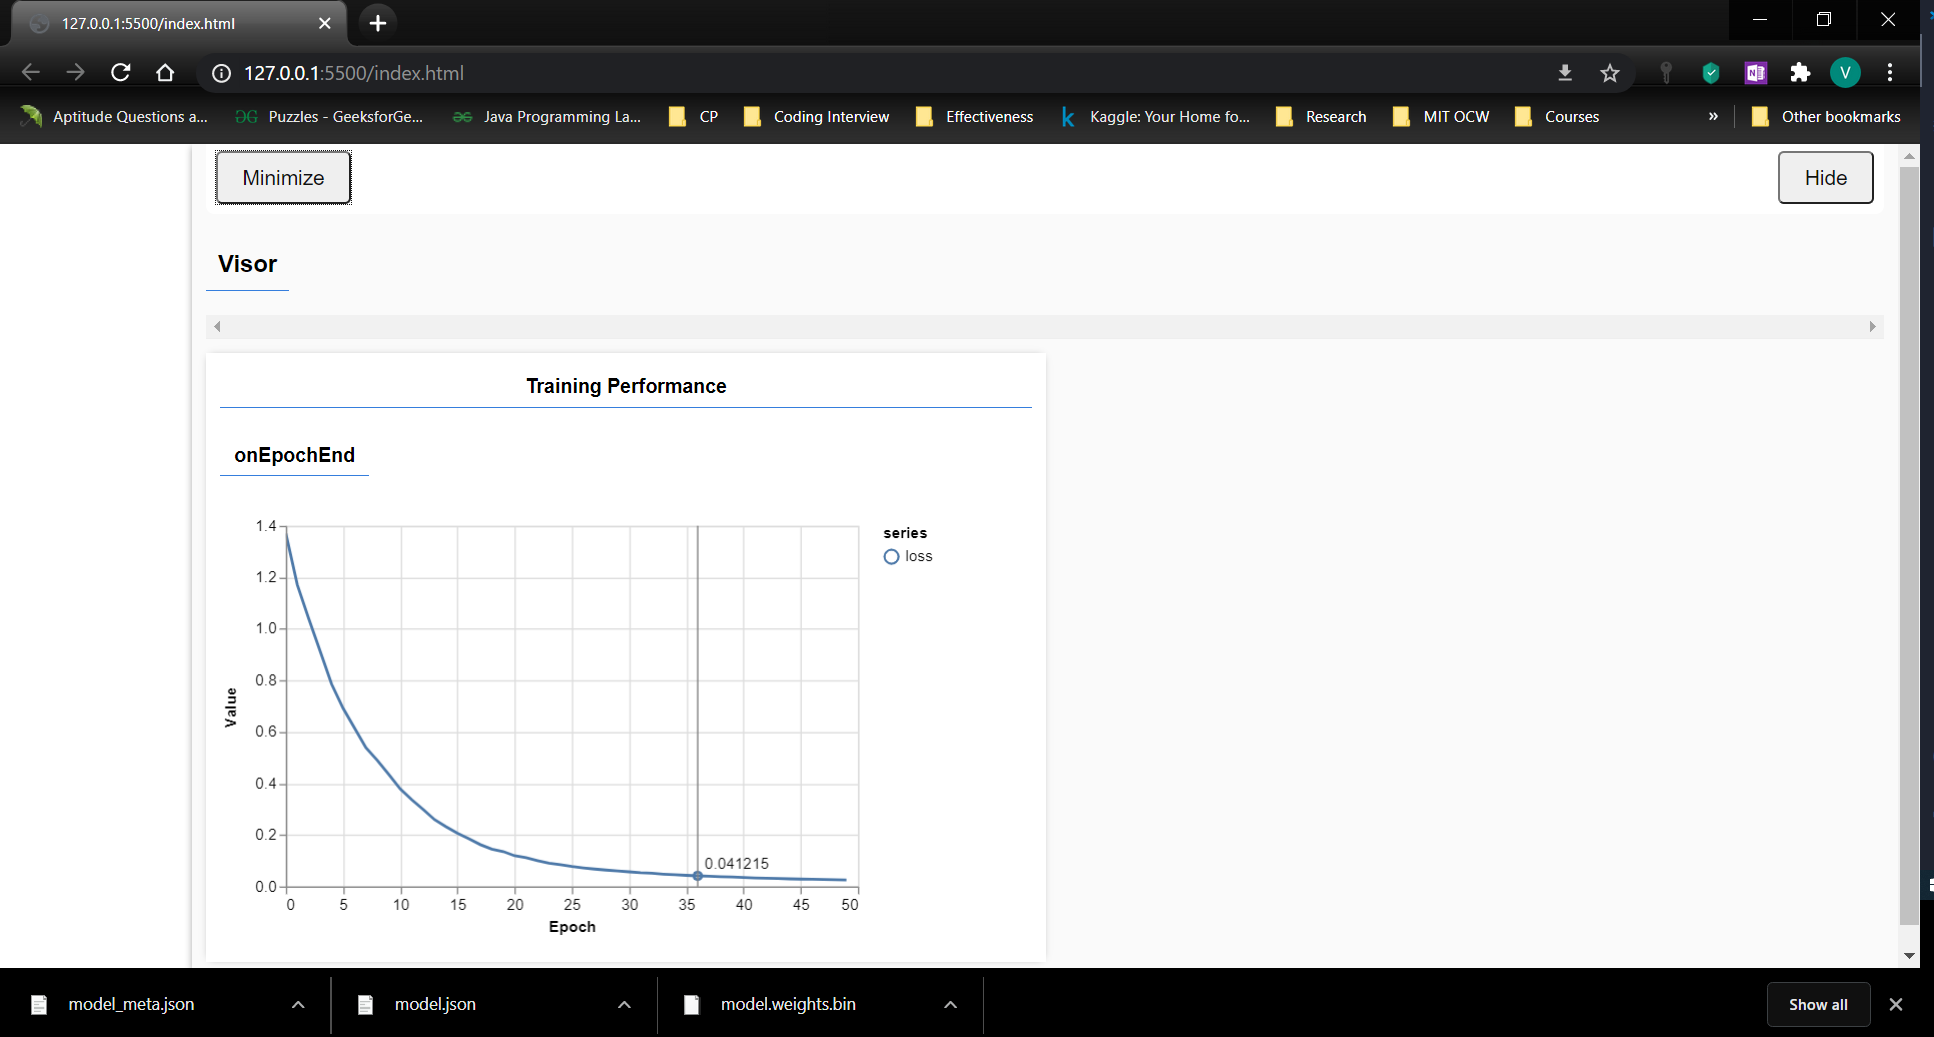 127.0.0.1:5500/index.html
127.0.0.1:5500/index.html
V
Aptitude Questions a...
Puzzles - GeeksforGe...
Java Programming La...
CP
Coding Interview
Effectiveness
Kaggle: Your Home fo...
Research
MIT OCW
Courses
»
Other bookmarks
Minimize
Hide
Visor
Training Performance
onEpochEnd
series
loss
1.4
1.2
1.0
0.8
0.6
0.4
0.2
0.0
Value
0.041215
0 5 10 15 20 25 30 35 40 45 50
Epoch
model_meta.json
model.json
model.weights.bin
Show all